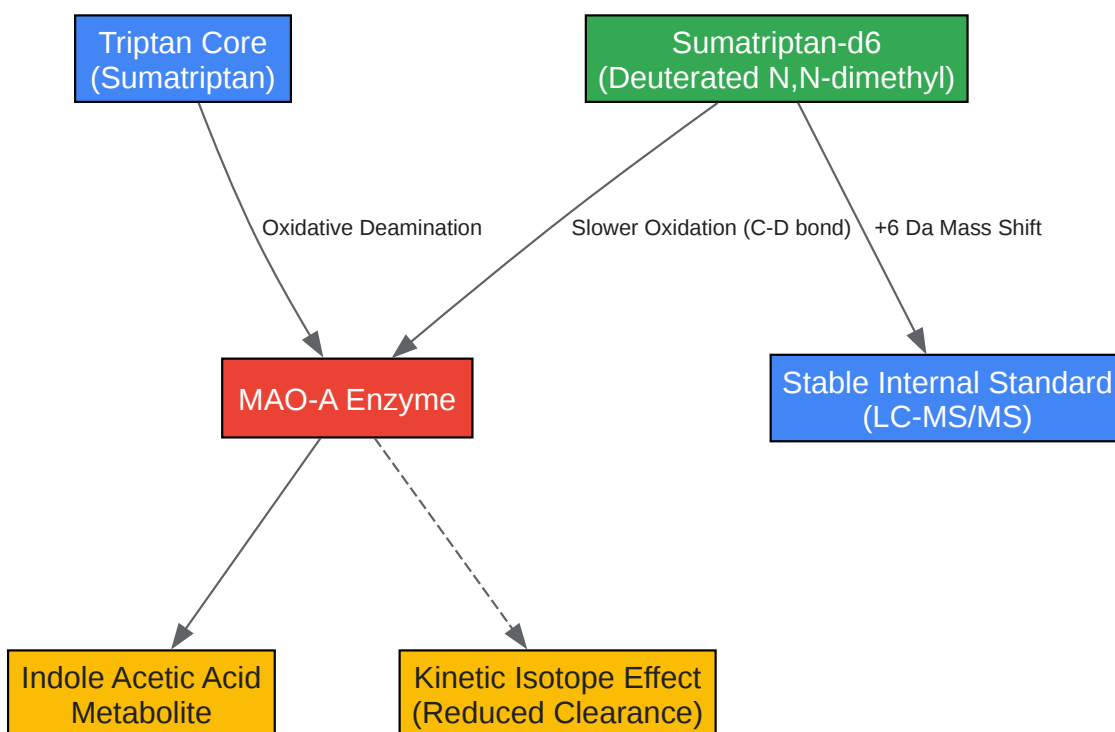 Triptan Core
(Sumatriptan)
Sumatriptan-d6
(Deuterated N,N-dimethyl)
Oxidative Deamination
Slower Oxidation (C-D bond)
+6 Da Mass Shift
MAO-A Enzyme
Stable Internal Standard
(LC-MS/MS)
Indole Acetic Acid
Metabolite
Kinetic Isotope Effect
(Reduced Clearance)